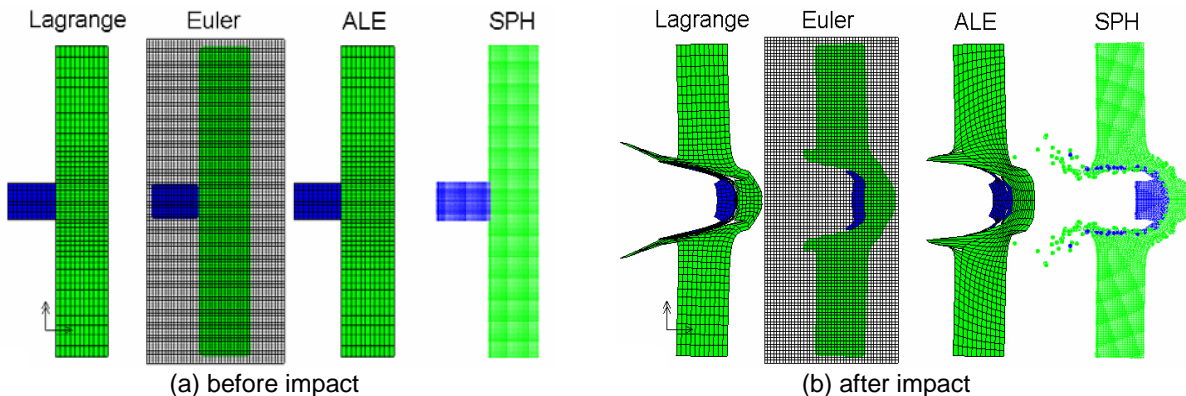 Lagrange Euler ALE SPH
Lagrange Euler ALE SPH
(a) before impact
(b) after impact